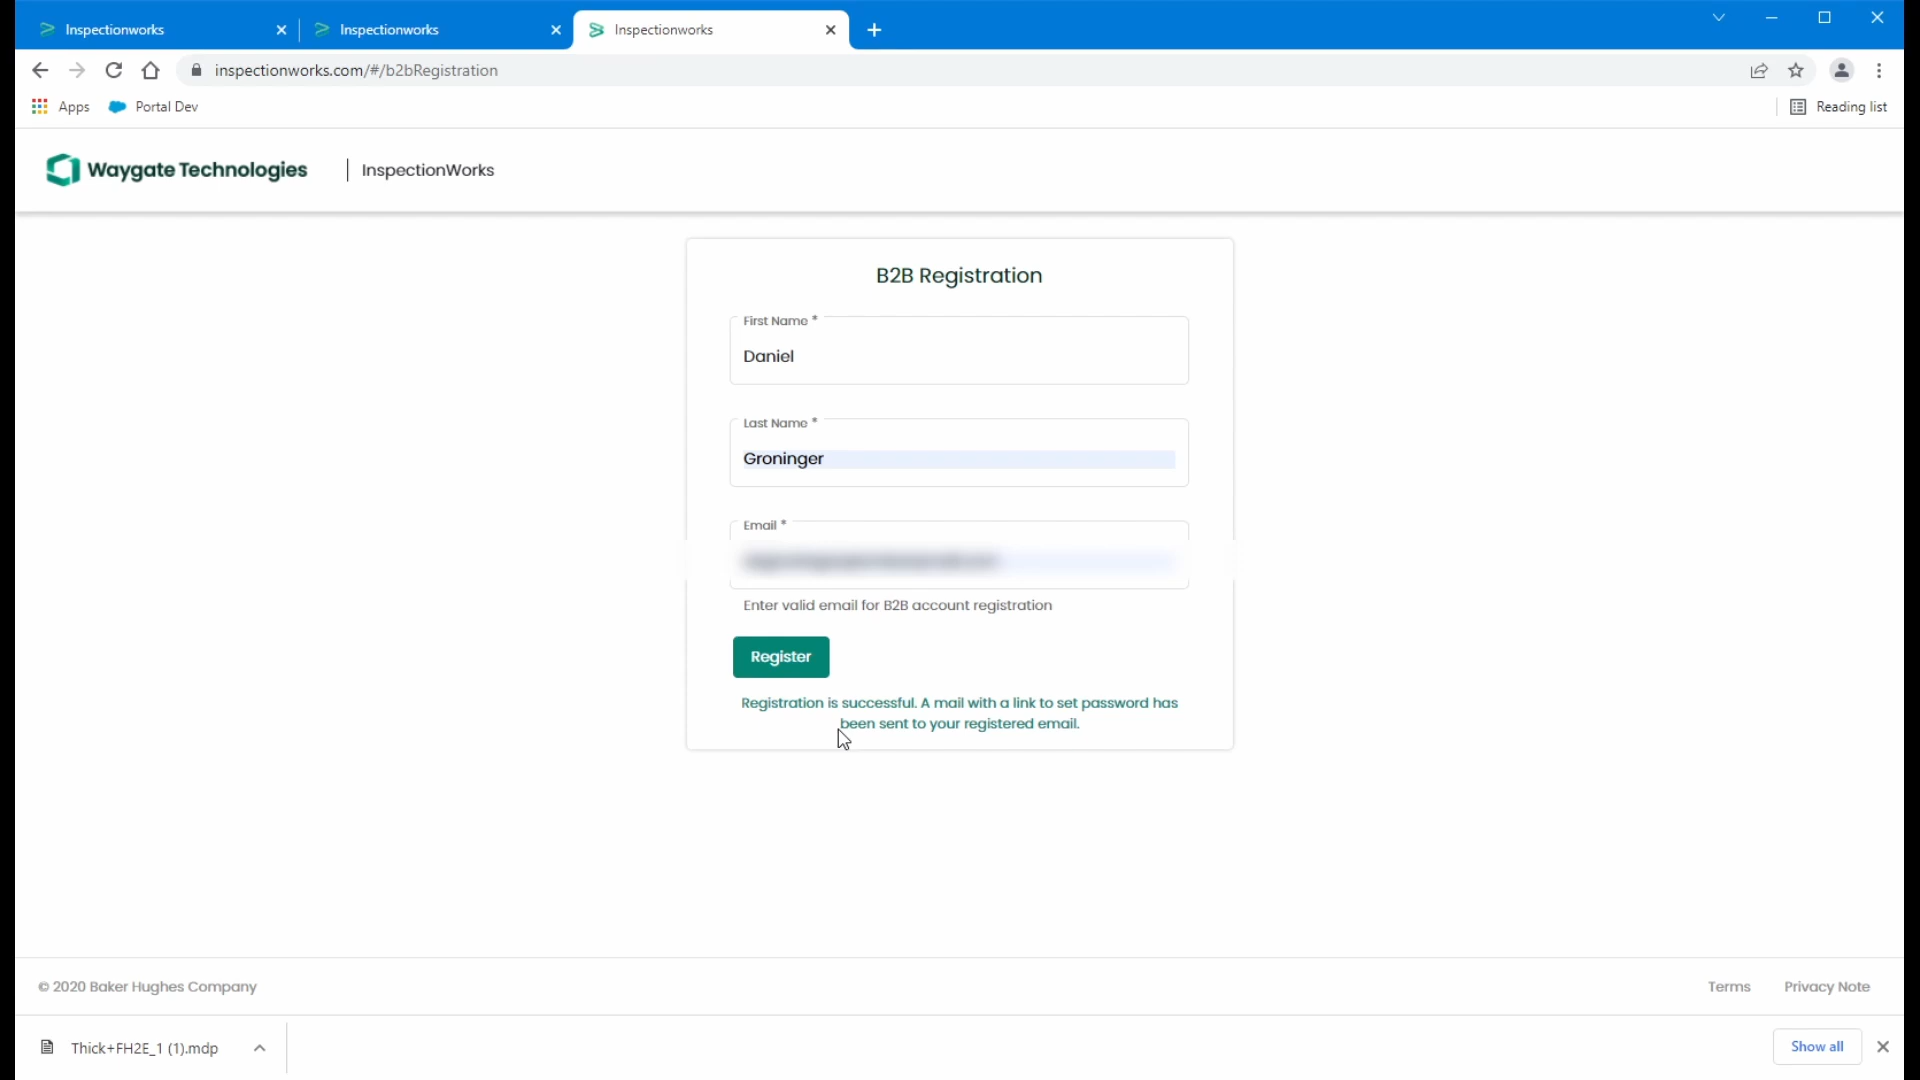 Inspectionworks
Inspectionworks
Inspectionworks
inspectionworks.com/#/b2bRegistration
Apps
Portal Dev
Reading list
Waygate Technologies
InspectionWorks
B2B Registration
First Name *
Daniel
Last Name *
Groninger
Email *
Enter valid email for B2B account registration
Register
Registration is successful. A mail with a link to set password has
been sent to your registered email.
© 2020 Baker Hughes Company
Terms
Privacy Note
Thick+FH2E_1 (1).mdp
Show all